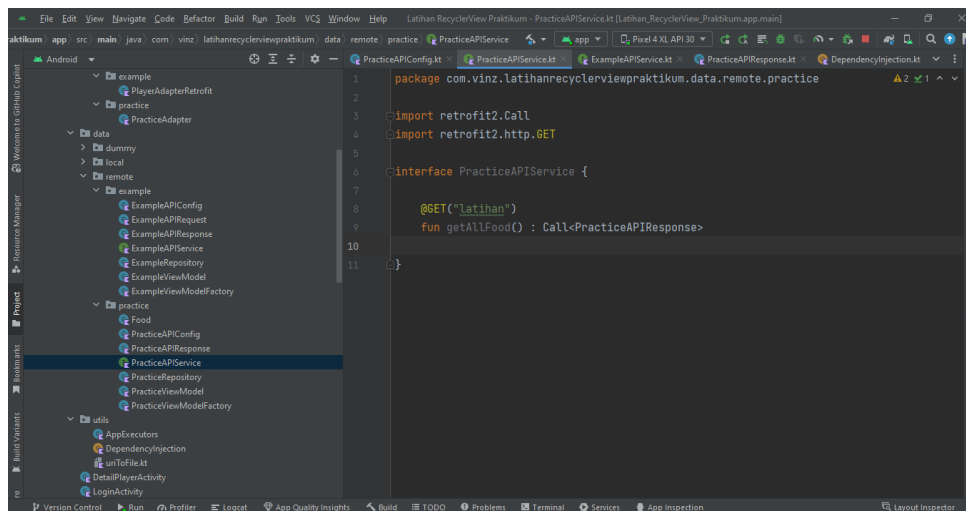 File Edit View Navigate Code Refactor Build Run Tools VCS Window Help Latihan RecyclerView Praktikum - PracticeAPIService.kt [Latihan_RecyclerView_Praktikum.app.main]
aktikum app src main java com vinz latihanrecyclerviewpraktikum data remote practice PracticeAPIService app Pixel 4 XL API 30
Android
PracticeAPIConfig.kt PracticeAPIService.kt ExampleAPIService.kt PracticeAPIResponse.kt DependencyInjection.kt
example
PlayerAdapterRetrofit
practice
PracticeAdapter
data
dummy
local
remote
example
ExampleAPIConfig
ExampleAPIRequest
ExampleAPIResponse
ExampleAPIService
ExampleRepository
ExampleViewModel
ExampleViewModelFactory
practice
Food
PracticeAPIConfig
PracticeAPIResponse
PracticeAPIService
PracticeRepository
PracticeViewModel
PracticeViewModelFactory
utils
AppExecutors
DependencyInjection
uriToFile.kt
DetailPlayerActivity
LoginActivity
1 package com.vinz.latihanrecyclerviewpraktikum.data.remote.practice
2
3 import retrofit2.Call
4 import retrofit2.http.GET
5
6 interface PracticeAPIService {
7
8 @GET("latihan")
9 fun getAllFood() : Call<PracticeAPIResponse>
10
11 }
2 1
Welcome to GitHub Copilot
Resource Manager
Project
Bookmarks
Build Variants
re
Version Control Run Profiler Logcat App Quality Insights Build TODO Problems Terminal Services App Inspection Layout Inspector